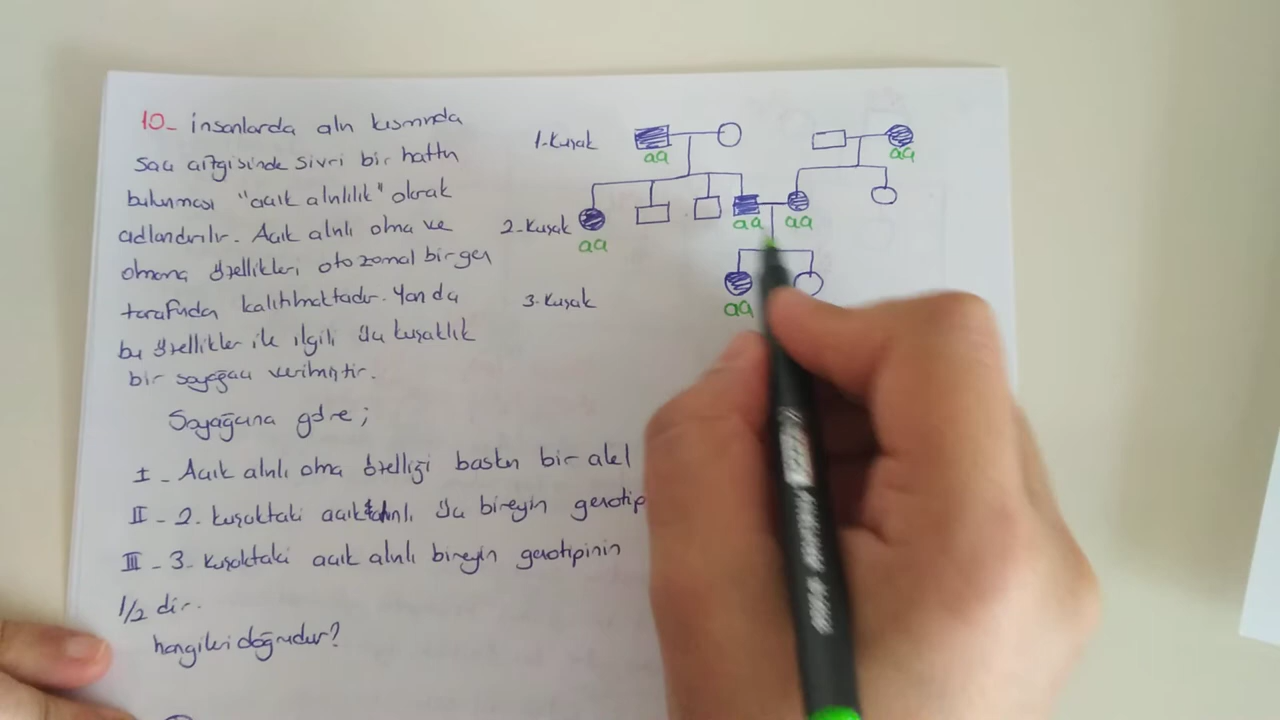 10- İnsanlarda alın kısmında
saç çizgisinde sivri bir hattın
bulunması "açık alınlılık" olarak
adlandırılır. Açık alınlı olma ve
olmama özellikleri otozomal bir gen
tarafından kalıtılmaktadır. Yanda
bu özellikler ile ilgili üç kuşaklık
bir soyağacı verilmiştir.
Soyağacına göre;
I - Açık alınlı olma özelliği baskın bir alel
II - 2. kuşaktaki açık alınlı üç bireyin genotip
III - 3. kuşaktaki açık alınlı bireyin genotipinin
1/2 dir.
hangileri doğrudur?
1-Kuşak
aa
aa
2-Kuşak
aa
aa
aa
3-Kuşak
aa